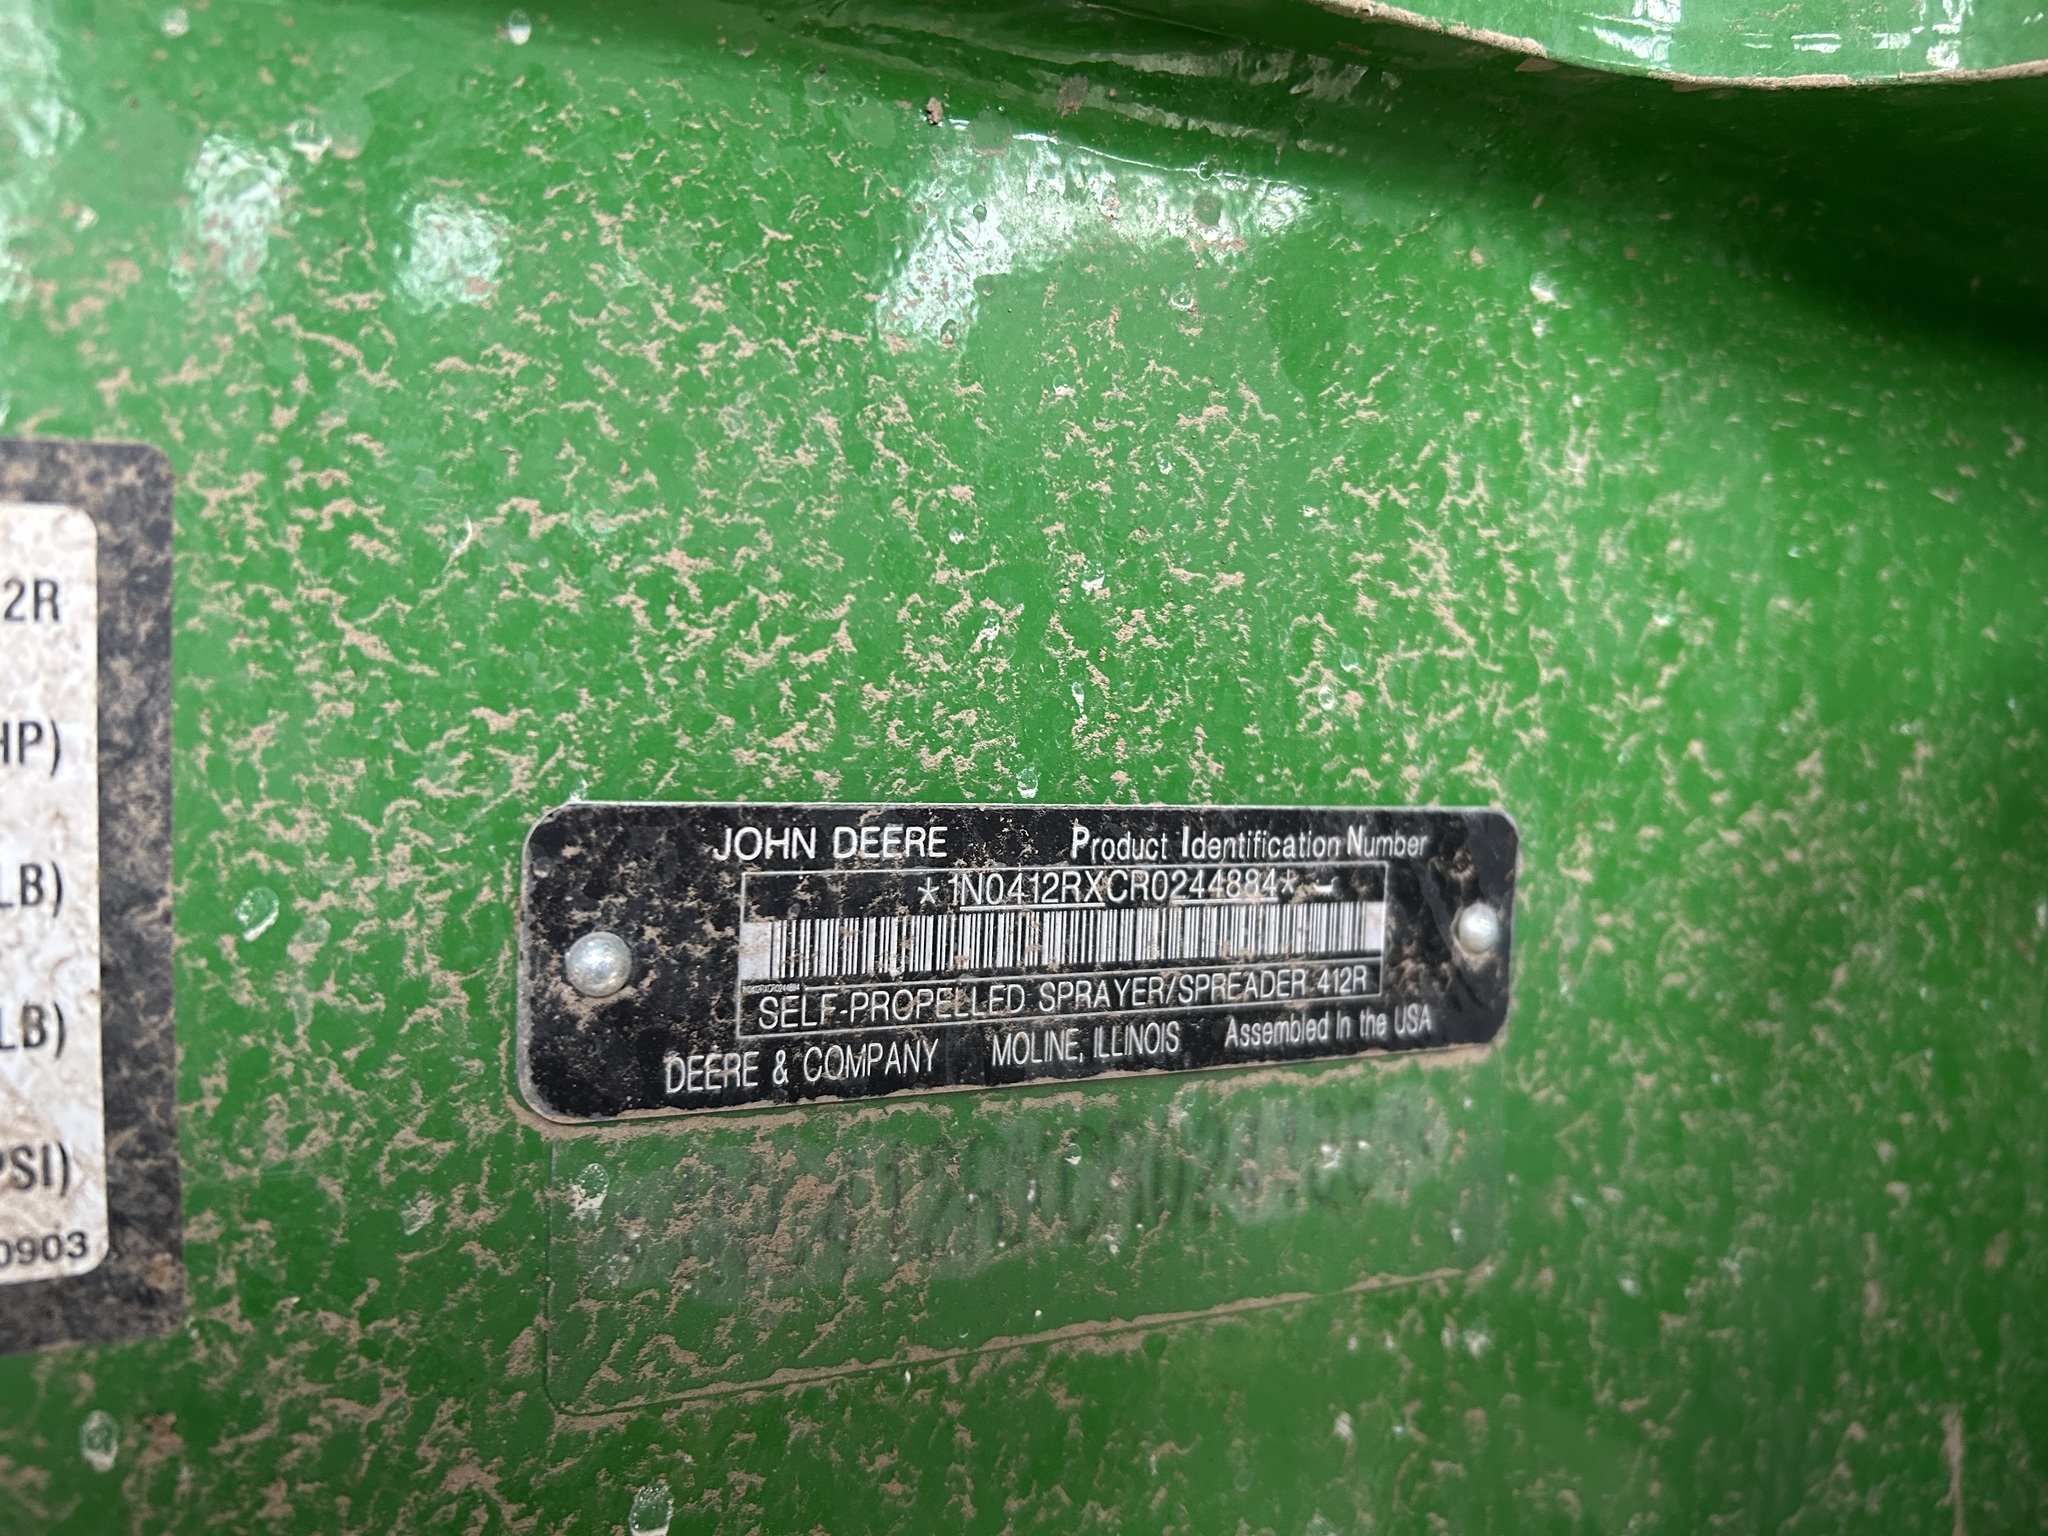 2R
HP)
LB)
LB)
PSI)
0903
JOHN DEERE Product Identification Number
*1N0412RXCR0244884*
1N0412RXCR0244884
SELF-PROPELLED SPRAYER/SPREADER 412R
DEERE & COMPANY MOLINE, ILLINOIS Assembled in the USA